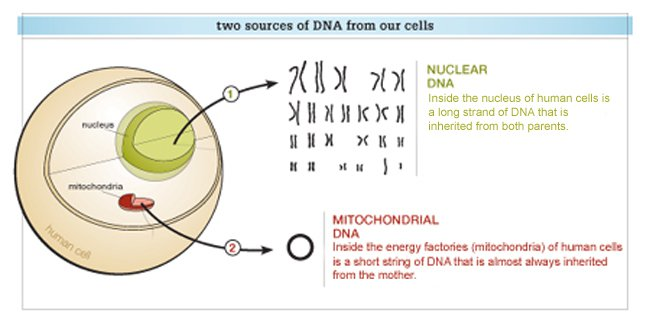 two sources of DNA from our cells
1
NUCLEAR
DNA
Inside the nucleus of human cells is
a long strand of DNA that is
inherited from both parents.
nucleus
mitochondria
human cell
2
MITOCHONDRIAL
DNA
Inside the energy factories (mitochondria) of human cells
is a short string of DNA that is almost always inherited
from the mother.